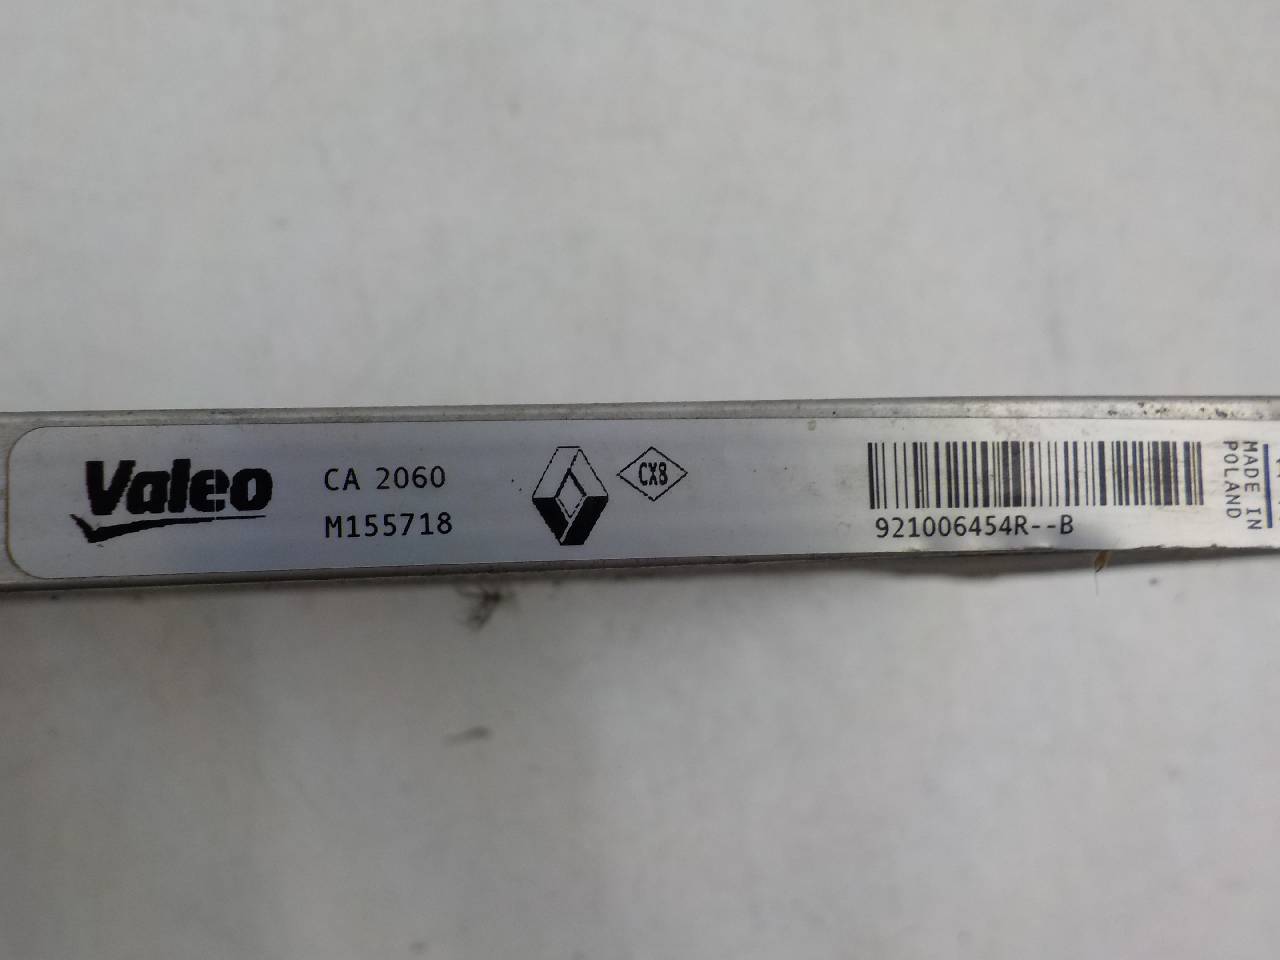 Valeo
CA 2060
M155718
CX8
921006454R--B
MADE IN
POLAND